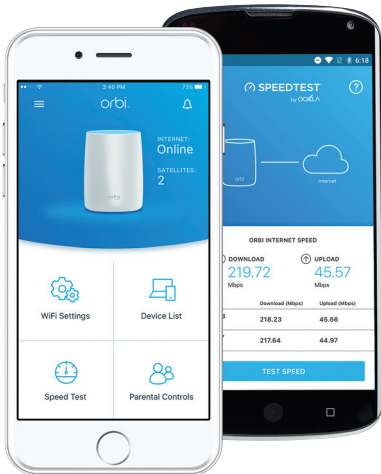 3:40 PM
73%
orbi.
INTERNET:
Online
SATELLITES:
2
orbi
WiFi Settings
Device List
Speed Test
Parental Controls
6:18
SPEEDTEST
by OOKLA
orbi
Internet
ORBI INTERNET SPEED
DOWNLOAD
UPLOAD
219.72
45.57
Mbps
Mbps
Download (Mbps)
Upload (Mbps)
218.23
45.66
217.64
44.97
TEST SPEED